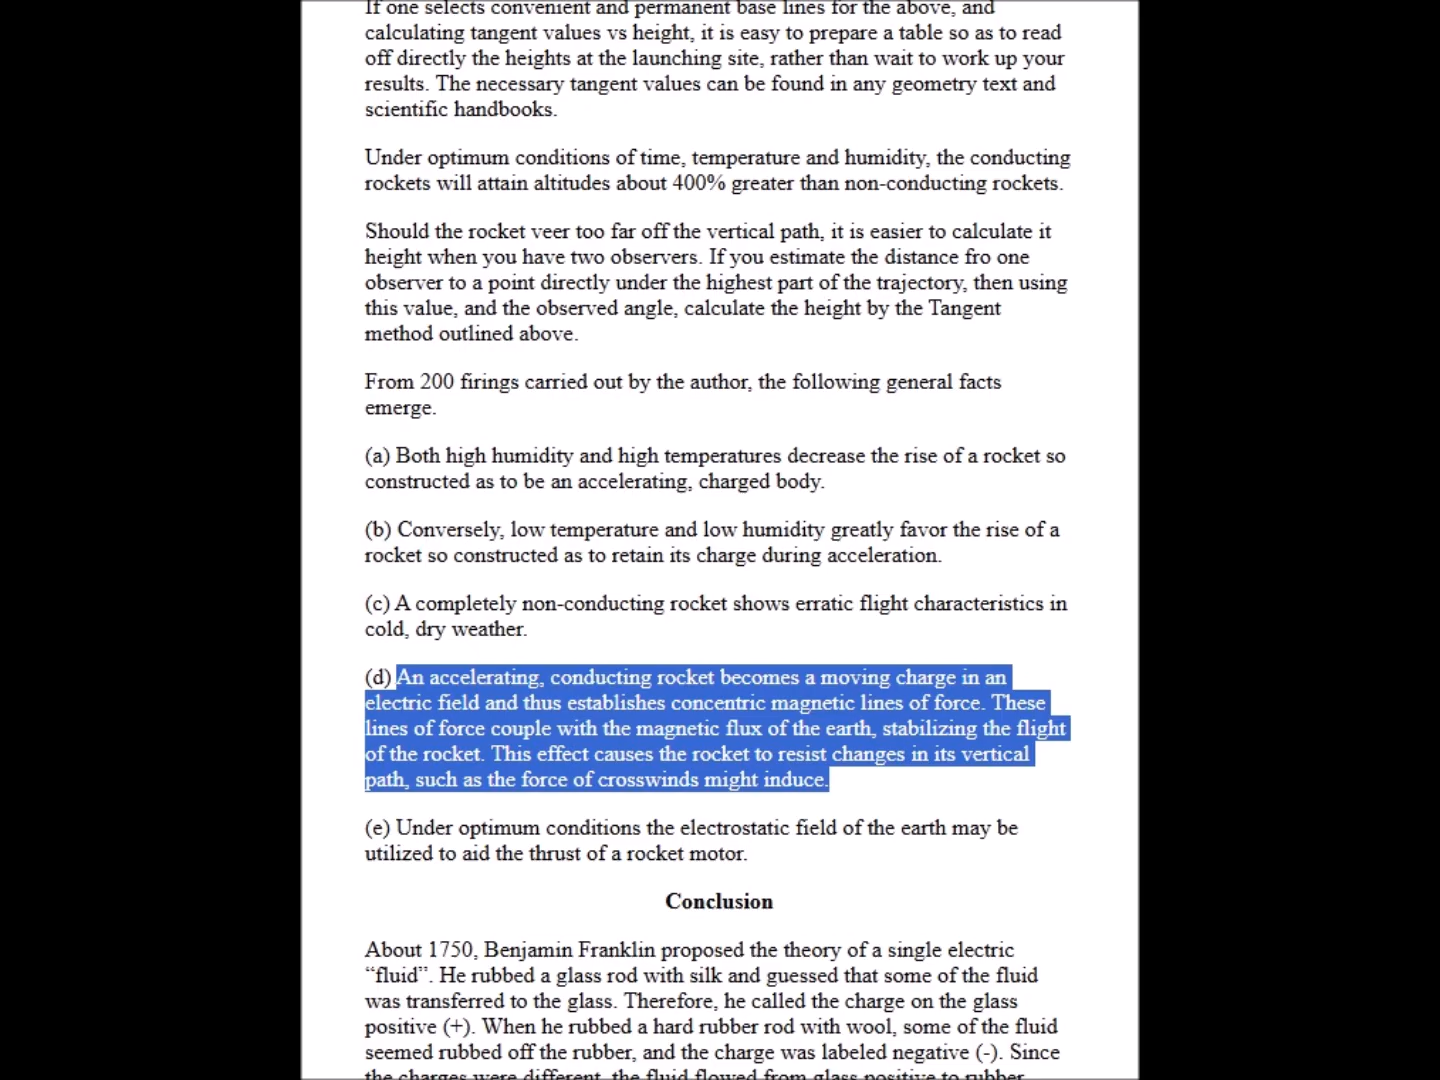 If one selects convenient and permanent base lines for the above, and
calculating tangent values vs height, it is easy to prepare a table so as to read
off directly the heights at the launching site, rather than wait to work up your
results. The necessary tangent values can be found in any geometry text and
scientific handbooks.
Under optimum conditions of time, temperature and humidity, the conducting
rockets will attain altitudes about 400% greater than non-conducting rockets.
Should the rocket veer too far off the vertical path, it is easier to calculate it
height when you have two observers. If you estimate the distance fro one
observer to a point directly under the highest part of the trajectory, then using
this value, and the observed angle, calculate the height by the Tangent
method outlined above.
From 200 firings carried out by the author, the following general facts
emerge.
(a) Both high humidity and high temperatures decrease the rise of a rocket so
constructed as to be an accelerating, charged body.
(b) Conversely, low temperature and low humidity greatly favor the rise of a
rocket so constructed as to retain its charge during acceleration.
(c) A completely non-conducting rocket shows erratic flight characteristics in
cold, dry weather.
(d) An accelerating, conducting rocket becomes a moving charge in an
electric field and thus establishes concentric magnetic lines of force. These
lines of force couple with the magnetic flux of the earth, stabilizing the flight
of the rocket. This effect causes the rocket to resist changes in its vertical
path, such as the force of crosswinds might induce.
(e) Under optimum conditions the electrostatic field of the earth may be
utilized to aid the thrust of a rocket motor.
Conclusion
About 1750, Benjamin Franklin proposed the theory of a single electric
“fluid”. He rubbed a glass rod with silk and guessed that some of the fluid
was transferred to the glass. Therefore, he called the charge on the glass
positive (+). When he rubbed a hard rubber rod with wool, some of the fluid
seemed rubbed off the rubber, and the charge was labeled negative (-). Since
the charges were different, the fluid flowed from glass positive to rubber